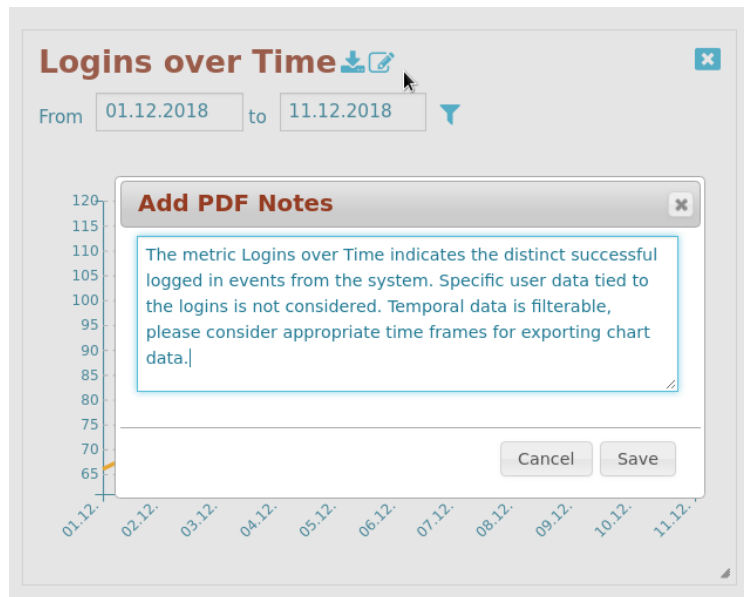 Logins over Time
From 01.12.2018 to 11.12.2018
Add PDF Notes
The metric Logins over Time indicates the distinct successful
logged in events from the system. Specific user data tied to
the logins is not considered. Temporal data is filterable,
please consider appropriate time frames for exporting chart
data.
Cancel Save
120
115
110
105
100
95
90
85
80
75
70
65
01.12. 02.12. 03.12. 04.12. 05.12. 06.12. 07.12. 08.12. 09.12. 10.12. 11.12.